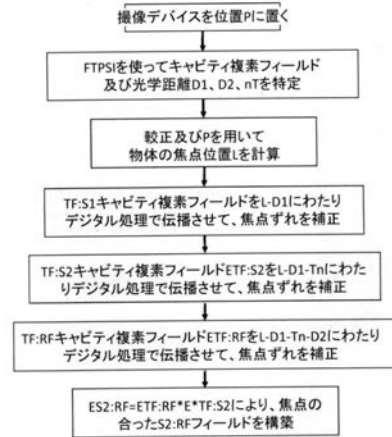 撮像デバイスを位置Pに置く
FTPSIを使ってキャビティ複素フィールド
及び光学距離D1、D2、nTを特定
較正及びPを用いて
物体の焦点位置Lを計算
TF:S1キャビティ複素フィールドをL-D1にわたり
デジタル処理で伝播させて、焦点ずれを補正
TF:S2キャビティ複素フィールドETF:S2をL-D1-Tnにわた
りデジタル処理で伝播させて、焦点ずれを補正
TF:RFキャビティ複素フィールドETF:RFをL-D1-Tn-D2にわたり
デジタル処理で伝播させて、焦点ずれを補正
ES2:RF=ETF:RF*E*TF:S2により、焦点の
合ったS2:RFフィールドを構築